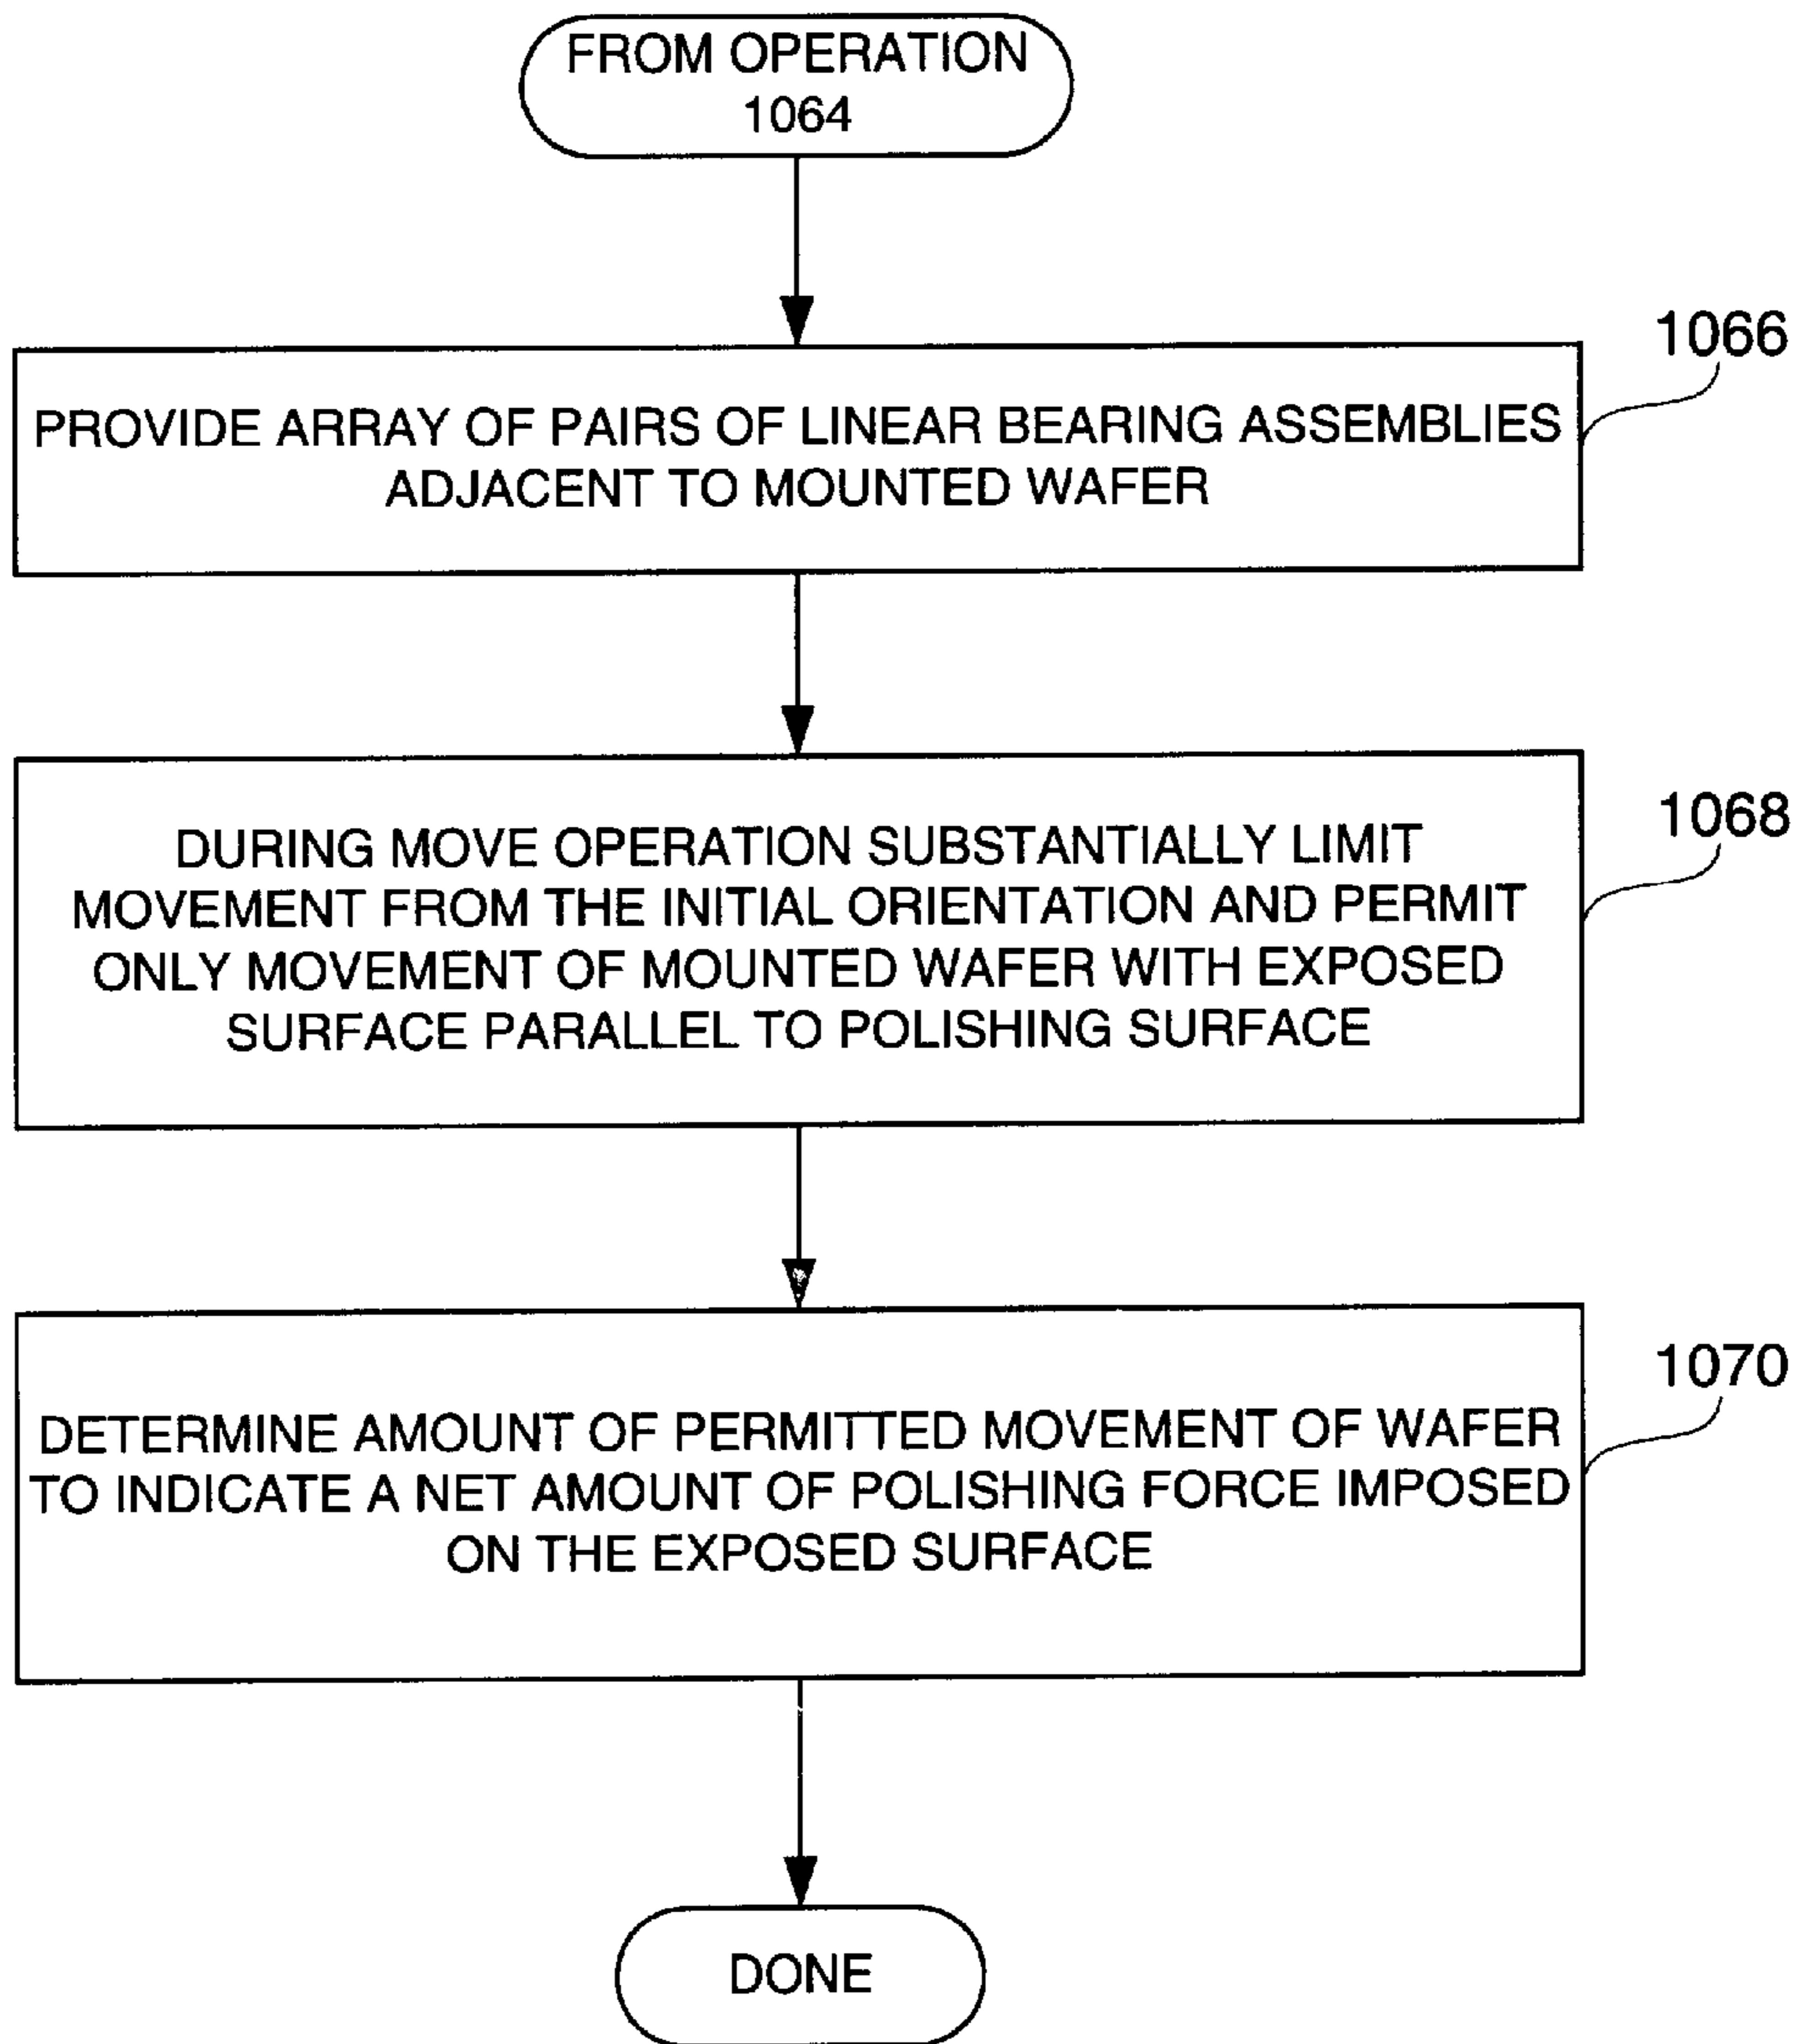 FROM OPERATION
1064
1066
PROVIDE ARRAY OF PAIRS OF LINEAR BEARING ASSEMBLIES
ADJACENT TO MOUNTED WAFER
1068
DURING MOVE OPERATION SUBSTANTIALLY LIMIT
MOVEMENT FROM THE INITIAL ORIENTATION AND PERMIT
ONLY MOVEMENT OF MOUNTED WAFER WITH EXPOSED
SURFACE PARALLEL TO POLISHING SURFACE
1070
DETERMINE AMOUNT OF PERMITTED MOVEMENT OF WAFER
TO INDICATE A NET AMOUNT OF POLISHING FORCE IMPOSED
ON THE EXPOSED SURFACE
DONE